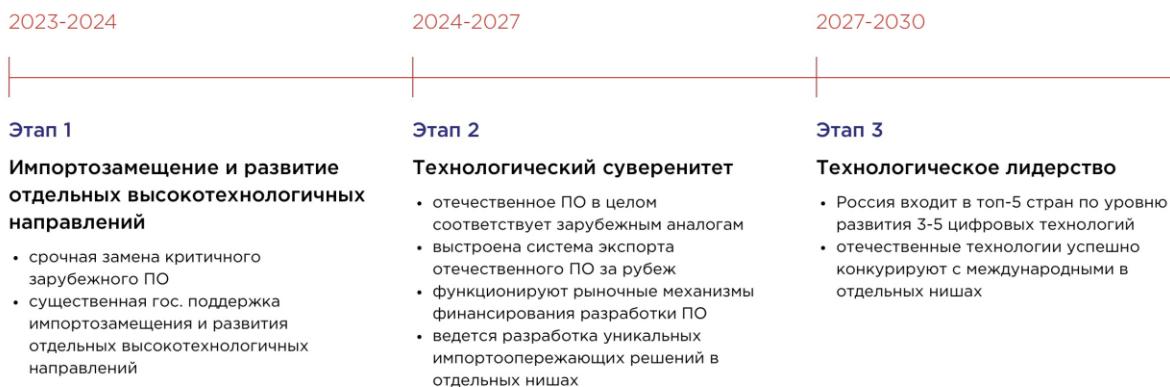 2023-2024
2024-2027
2027-2030
Этап 1
Импортозамещение и развитие
отдельных высокотехнологичных
направлений
• срочная замена критичного
зарубежного ПО
• существенная гос. поддержка
импортозамещения и развития
отдельных высокотехнологичных
направлений
Этап 2
Технологический суверенитет
• отечественное ПО в целом
соответствует зарубежным аналогам
• выстроена система экспорта
отечественного ПО за рубеж
• функционируют рыночные механизмы
финансирования разработки ПО
• ведется разработка уникальных
импортоопережающих решений в
отдельных нишах
Этап 3
Технологическое лидерство
• Россия входит в топ-5 стран по уровню
развития 3-5 цифровых технологий
• отечественные технологии успешно
конкурируют с международными в
отдельных нишах